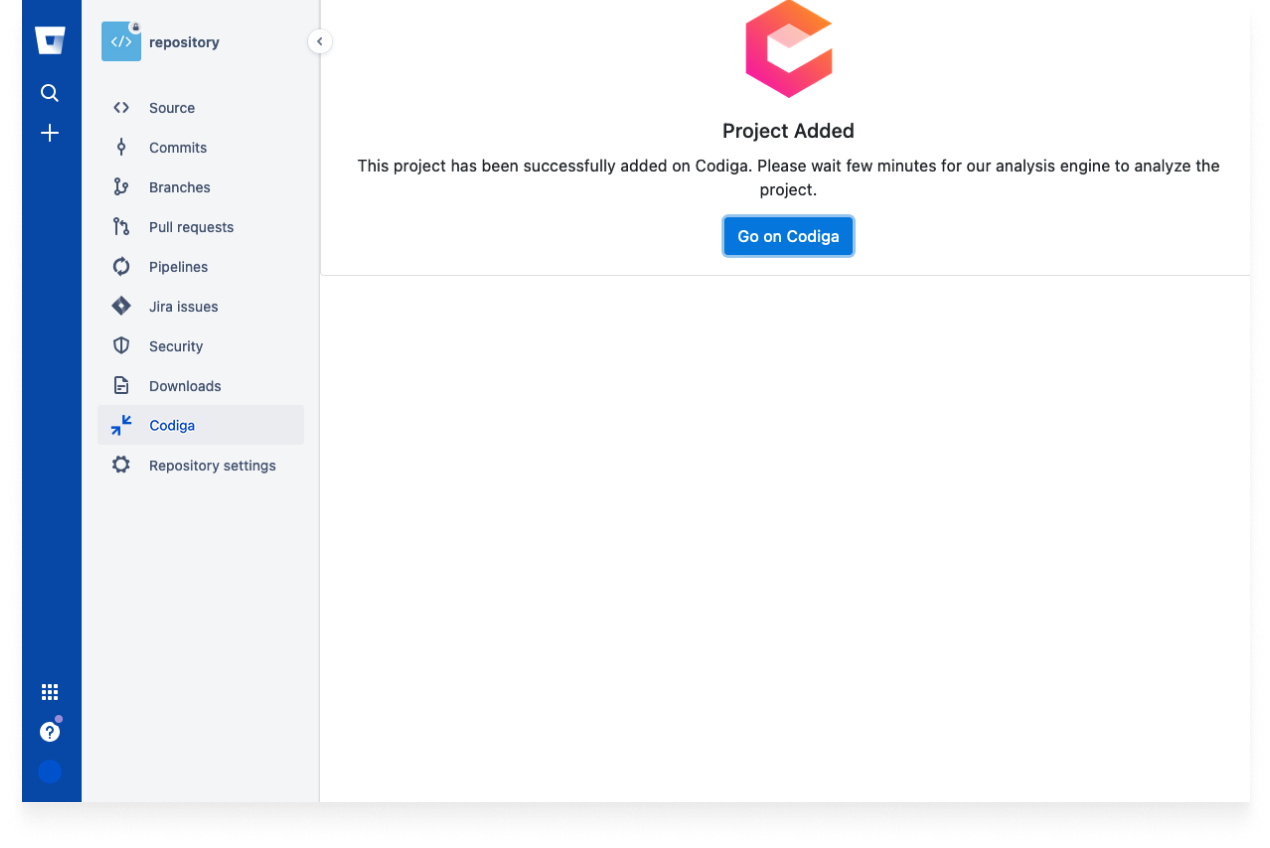 repository
Source
Commits
Branches
Pull requests
Pipelines
Jira issues
Security
Downloads
Codiga
Repository settings
Project Added
This project has been successfully added on Codiga. Please wait few minutes for our analysis engine to analyze the
project.
Go on Codiga